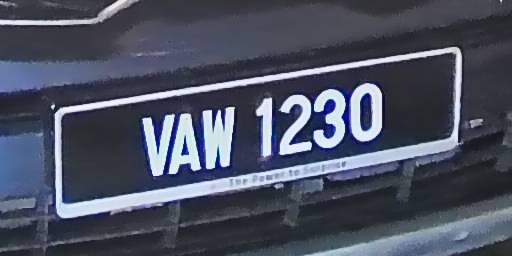 VAW 1230
The Power to Surprise